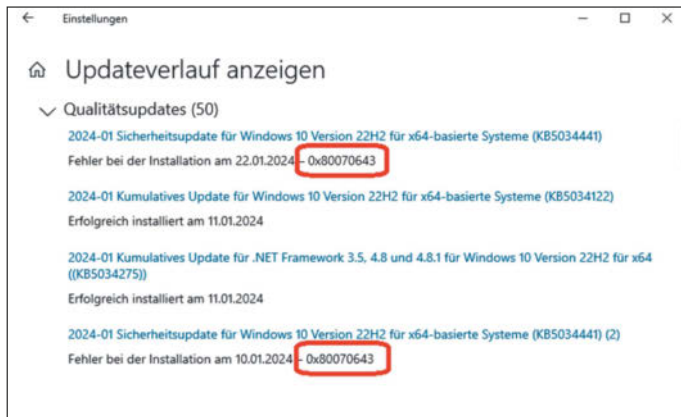 Einstellungen
Updateverlauf anzeigen
Qualitätsupdates (50)
2024-01 Sicherheitsupdate für Windows 10 Version 22H2 für x64-basierte Systeme (KB5034441)
Fehler bei der Installation am 22.01.2024 – 0x80070643
2024-01 Kumulatives Update für Windows 10 Version 22H2 für x64-basierte Systeme (KB5034122)
Erfolgreich installiert am 11.01.2024
2024-01 Kumulatives Update für .NET Framework 3.5, 4.8 und 4.8.1 für Windows 10 Version 22H2 für x64
((KB5034275))
Erfolgreich installiert am 11.01.2024
2024-01 Sicherheitsupdate für Windows 10 Version 22H2 für x64-basierte Systeme (KB5034441) (2)
Fehler bei der Installation am 10.01.2024 – 0x80070643